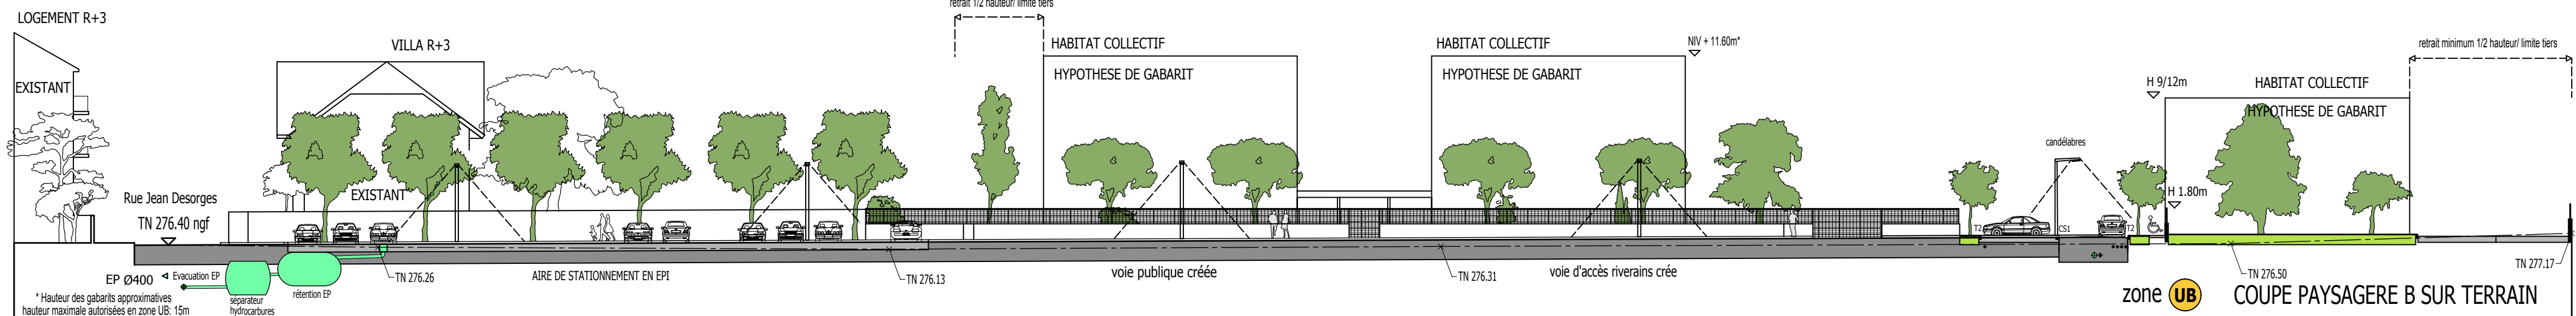 LOGEMENT R+3
EXISTANT
VILLA R+3
EXISTANT
Rue Jean Desorges
TN 276.40 ngf
EP Ø400
Evacuation EP
* Hauteur des gabarits approximatives
hauteur maximale autorisées en zone UB: 15m
séparateur
hydrocarbures
rétention EP
TN 276.26
AIRE DE STATIONNEMENT EN EPI
TN 276.13
retrait 1/2 hauteur/ limite tiers
HABITAT COLLECTIF
HYPOTHESE DE GABARIT
voie publique créée
HABITAT COLLECTIF
HYPOTHESE DE GABARIT
NIV + 11.60m*
TN 276.31
voie d'accès riverains crée
candélabres
T2
CS1
T2
H 9/12m
H 1.80m
HABITAT COLLECTIF
HYPOTHESE DE GABARIT
retrait minimum 1/2 hauteur/ limite tiers
TN 276.50
TN 277.17
zone UB
COUPE PAYSAGERE B SUR TERRAIN